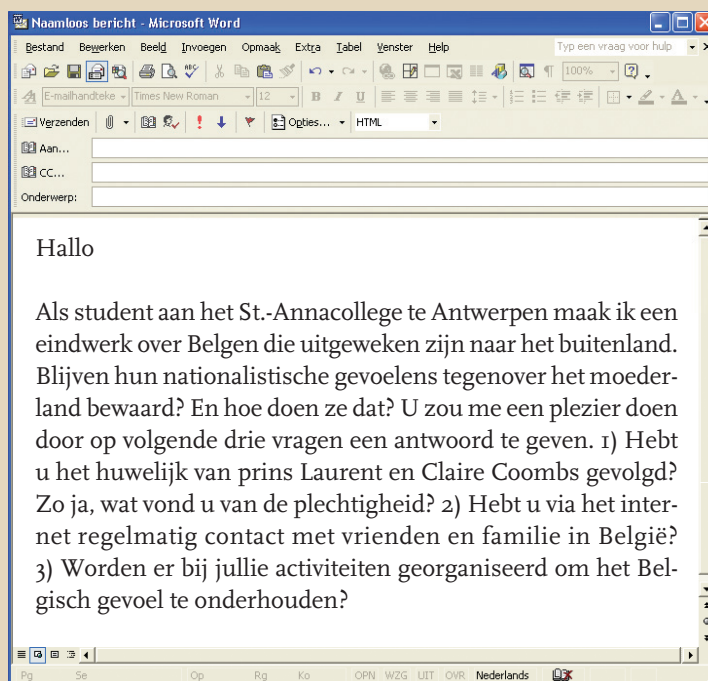 Naamloos bericht - Microsoft Word
Bestand Bewerken Beeld Invoegen Opmaak Extra Tabel Venster Help Typ een vraag voor hulp
100%
E-mailhandteke Times New Roman 12 B I U
Verzenden Opties... HTML
Aan...
CC...
Onderwerp:
Hallo
Als student aan het St.-Annacollege te Antwerpen maak ik een
eindwerk over Belgen die uitgeweken zijn naar het buitenland.
Blijven hun nationalistische gevoelens tegenover het moeder-
land bewaard? En hoe doen ze dat? U zou me een plezier doen
door op volgende drie vragen een antwoord te geven. 1) Hebt
u het huwelijk van prins Laurent en Claire Coombs gevolgd?
Zo ja, wat vond u van de plechtigheid? 2) Hebt u via het inter-
net regelmatig contact met vrienden en familie in België?
3) Worden er bij jullie activiteiten georganiseerd om het Bel-
gisch gevoel te onderhouden?
Pg Se Op Rg Ko OPN WZG UIT OVR Nederlands